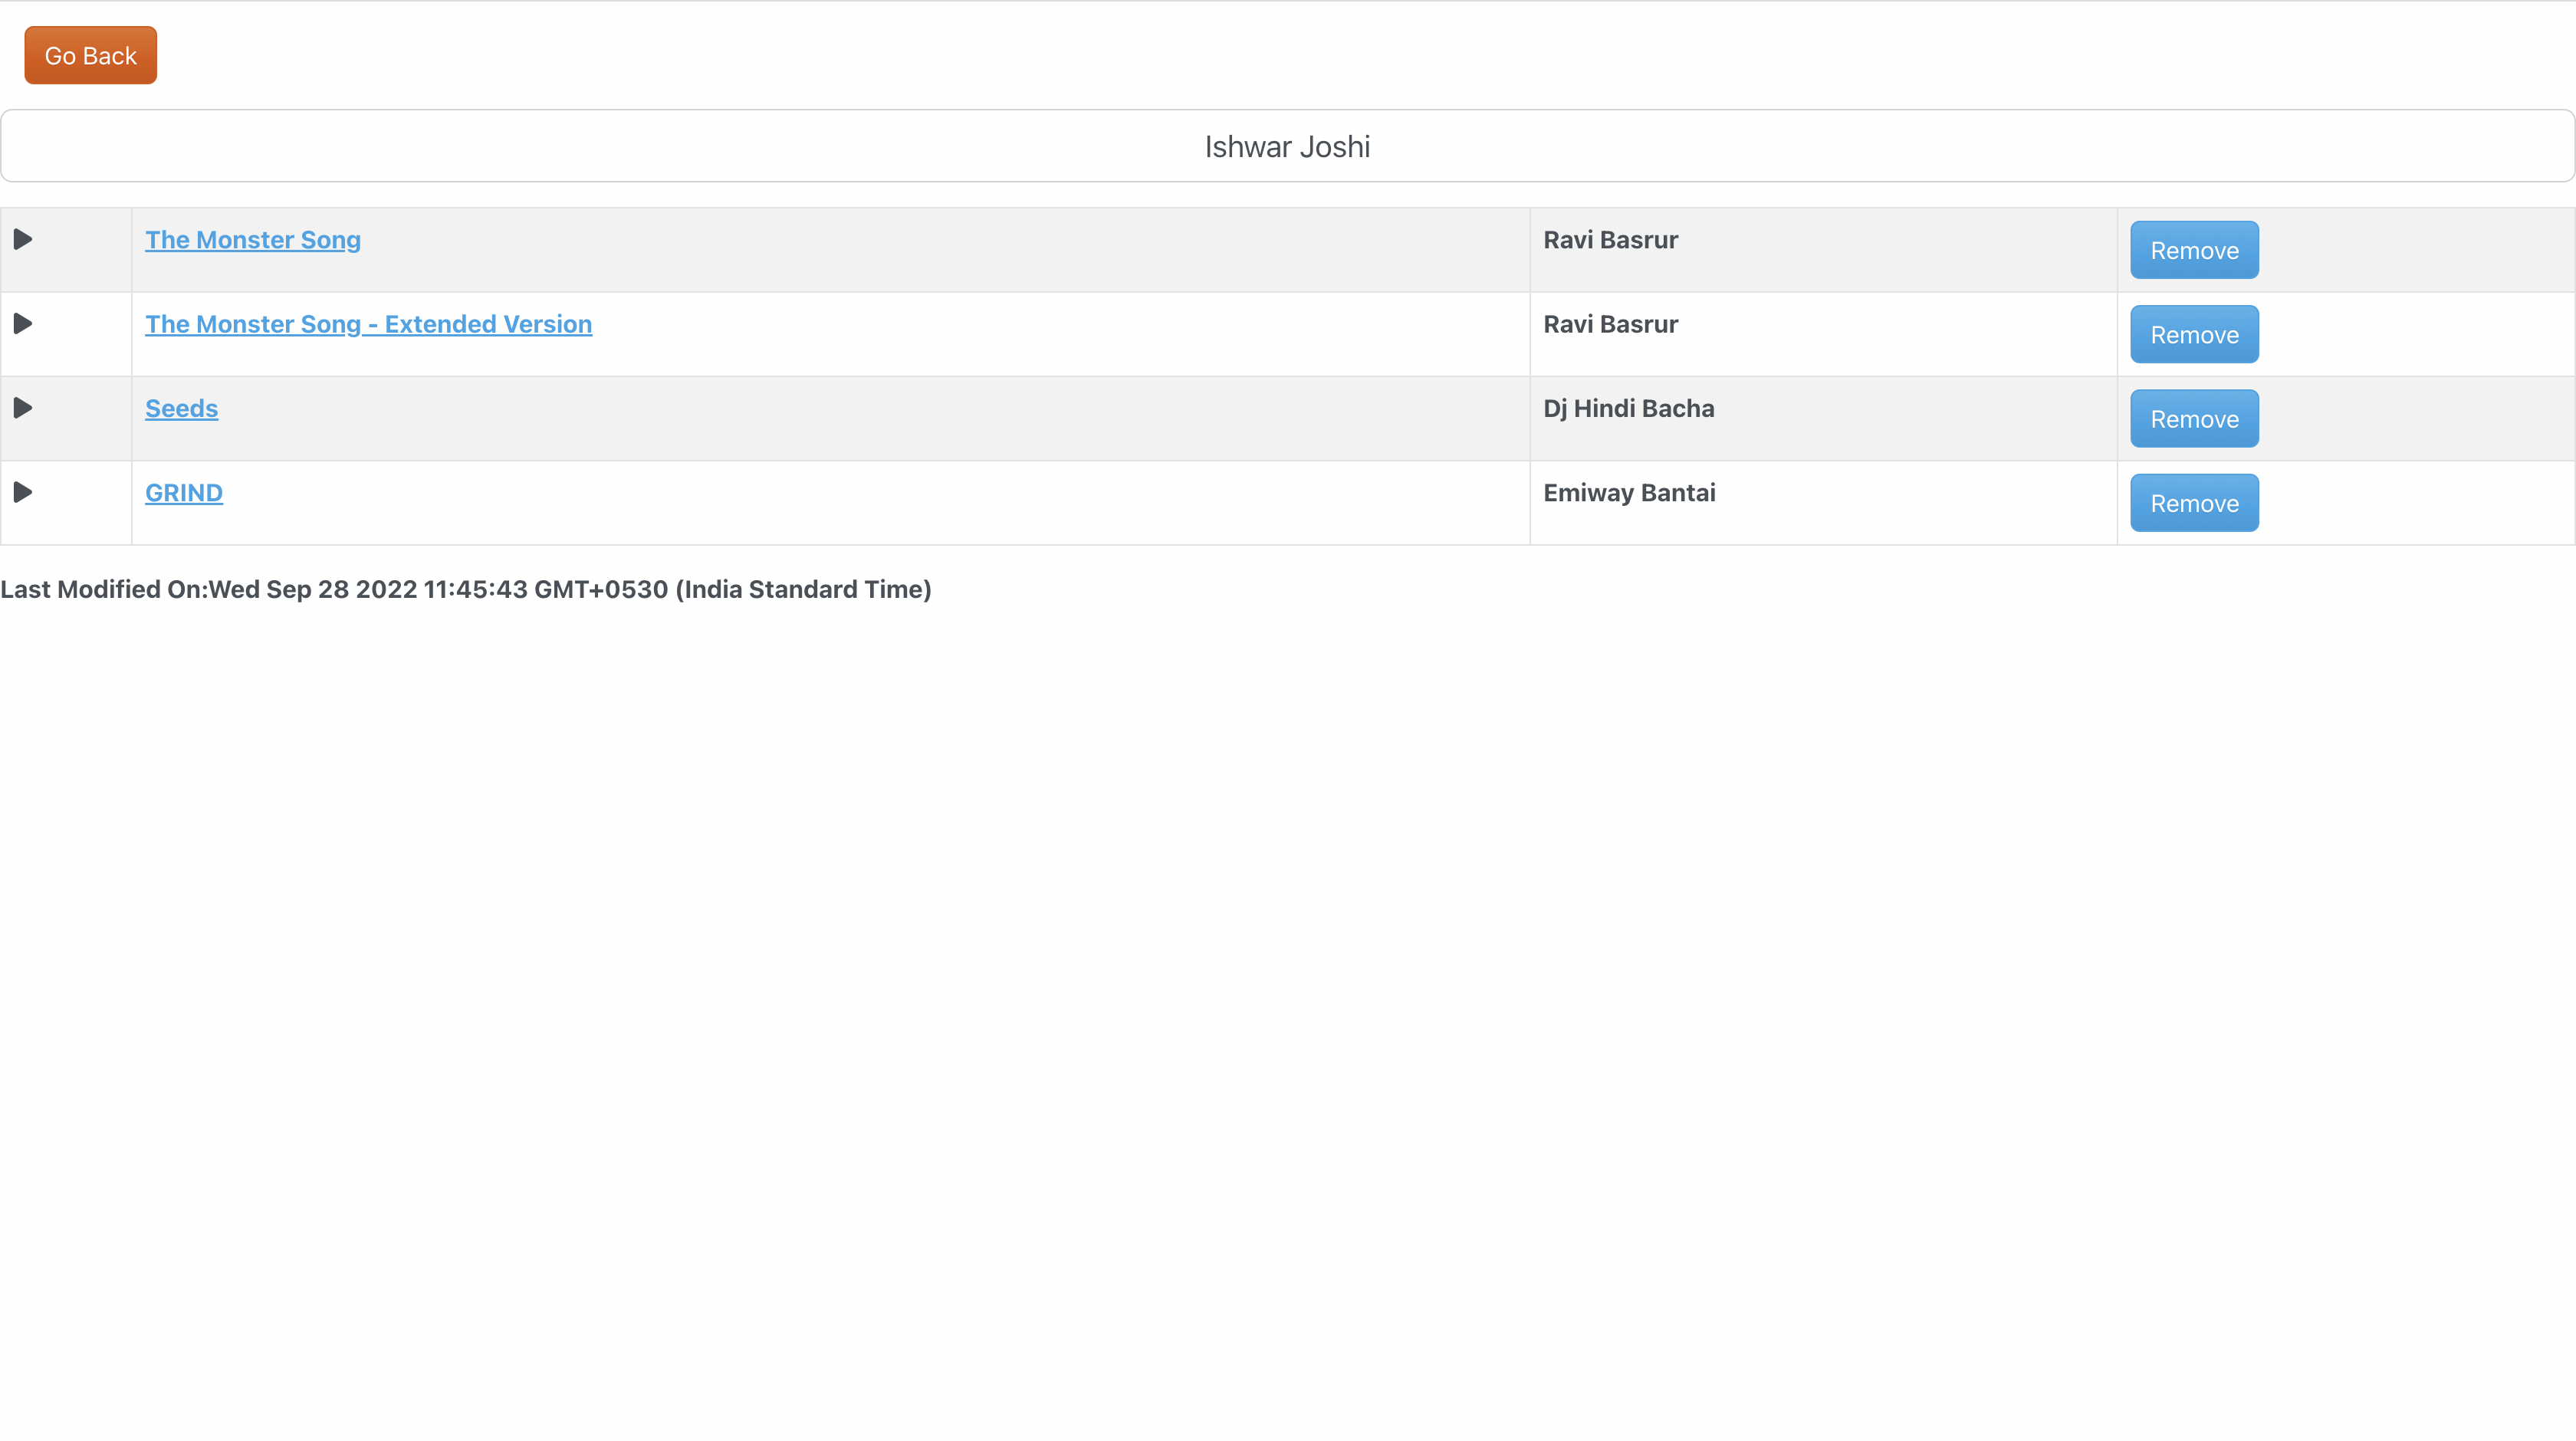 Go Back
Ishwar Joshi
The Monster Song Ravi Basrur Remove
The Monster Song - Extended Version Ravi Basrur Remove
Seeds Dj Hindi Bacha Remove
GRIND Emiway Bantai Remove
Last Modified On:Wed Sep 28 2022 11:45:43 GMT+0530 (India Standard Time)